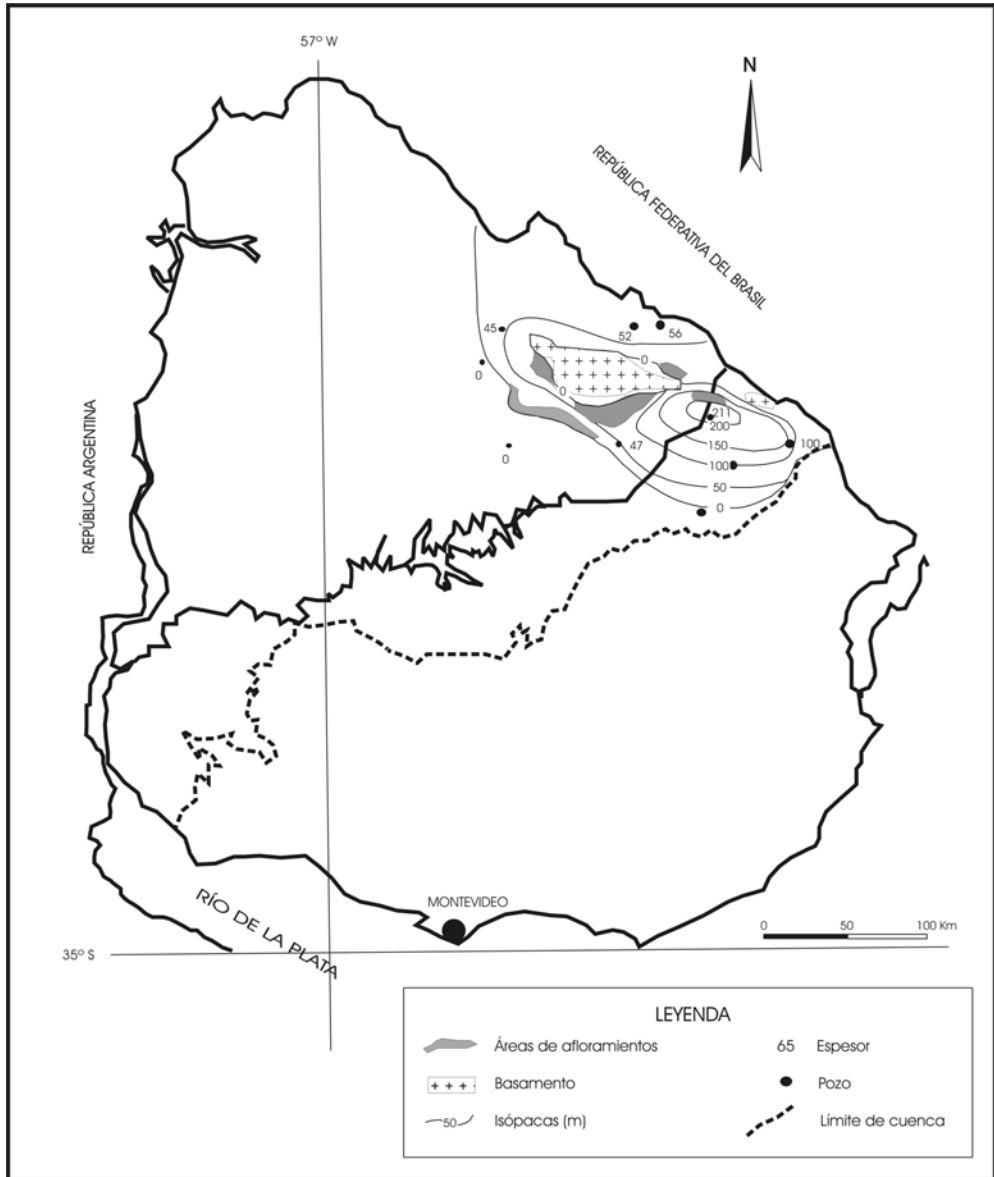 57° W
N
REPÚBLICA FEDERATIVA DEL BRASIL
REPÚBLICA ARGENTINA
45
52
56
0
0
0
211
200
47
150
100
100
0
50
0
RÍO DE LA PLATA
MONTEVIDEO
0 50 100 Km
35° S
LEYENDA
Áreas de afloramientos
65 Espesor
Basamento
Pozo
50 Isópacas (m)
Límite de cuenca